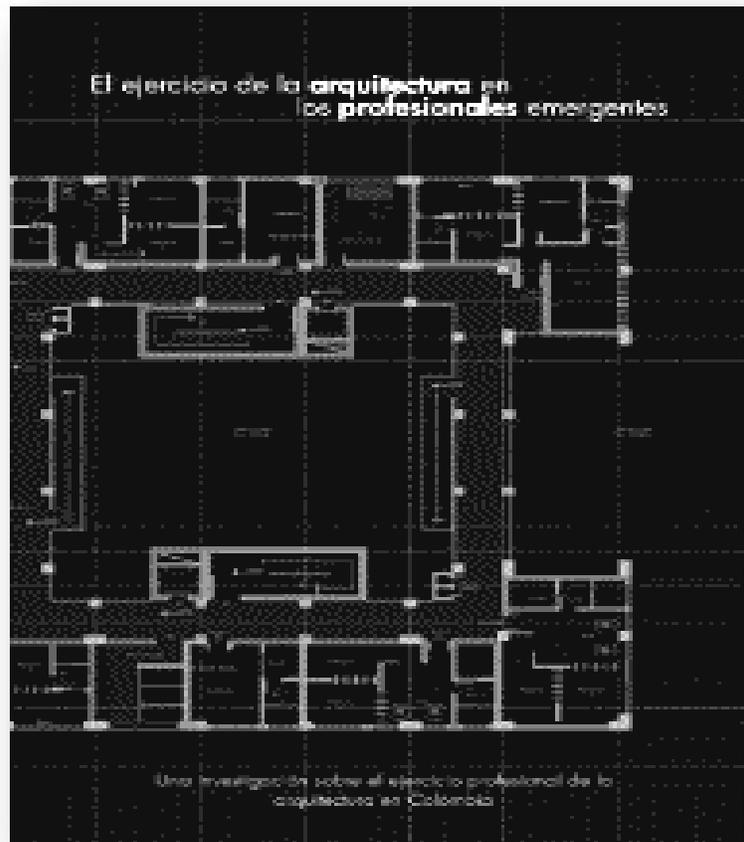 El ejercicio de la arquitectura en
los profesionales emergentes
Una investigación sobre el ejercicio profesional de la
arquitectura en Colombia